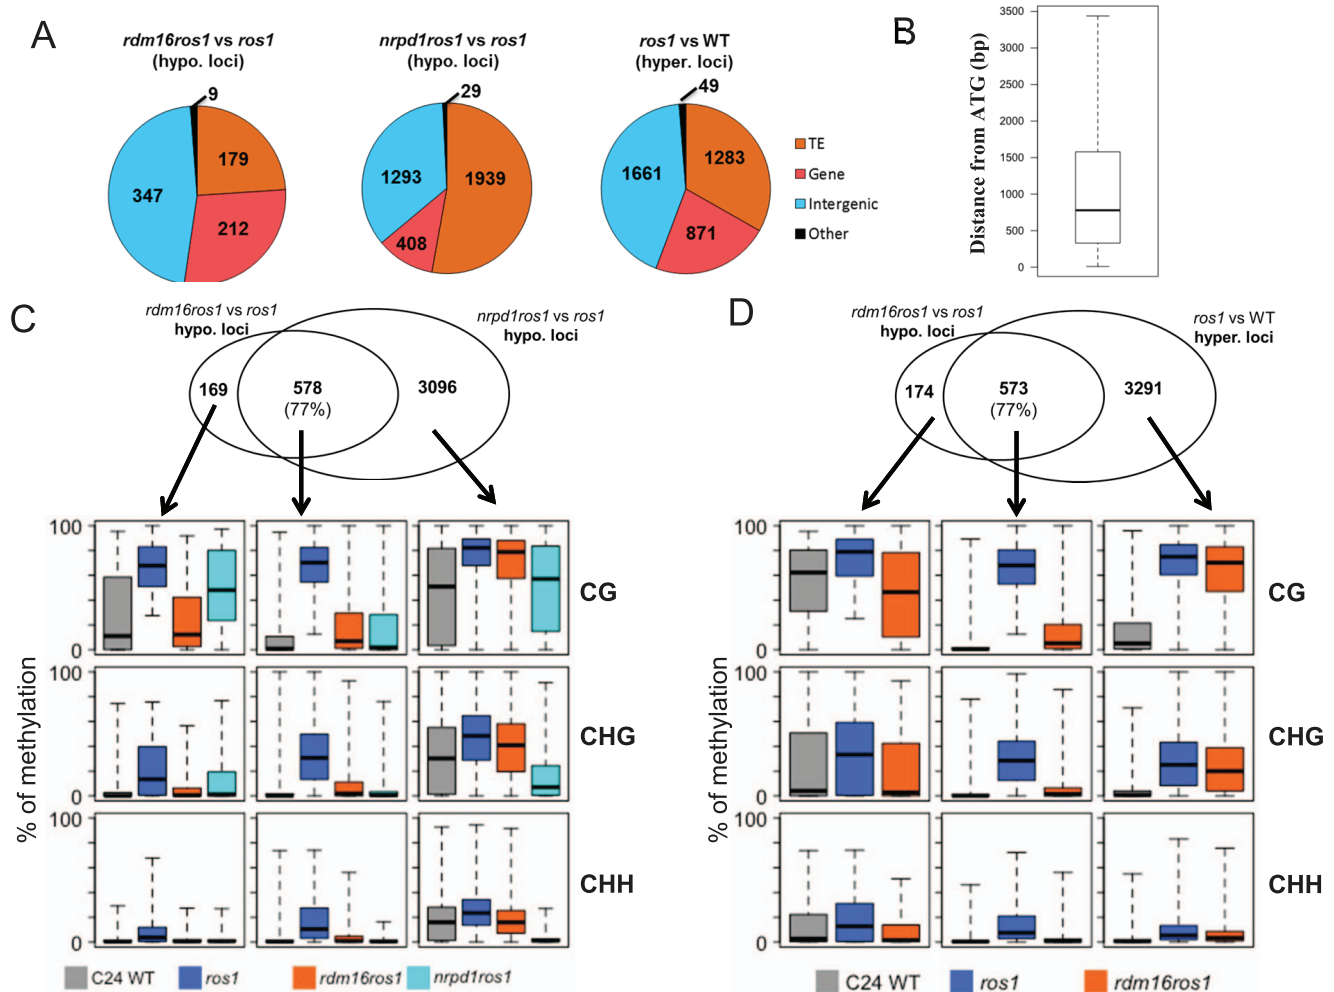 A
rdm16ros1 vs ros1
(hypo. loci)
9
179
347
212
nrpd1ros1 vs ros1
(hypo. loci)
29
1293
1939
408
ros1 vs WT
(hyper. loci)
49
1661
1283
871
TE
Gene
Intergenic
Other
B
Distance from ATG (bp)
3500
3000
2500
2000
1500
1000
500
0
C
rdm16ros1 vs ros1
hypo. loci
nrpd1ros1 vs ros1
hypo. loci
169
578
(77%)
3096
% of methylation
100
0
CG
100
0
CHG
100
0
CHH
C24 WT
ros1
rdm16ros1
nrpd1ros1
D
rdm16ros1 vs ros1
hypo. loci
ros1 vs WT
hyper. loci
174
573
(77%)
3291
% of methylation
100
0
CG
100
0
CHG
100
0
CHH
C24 WT
ros1
rdm16ros1